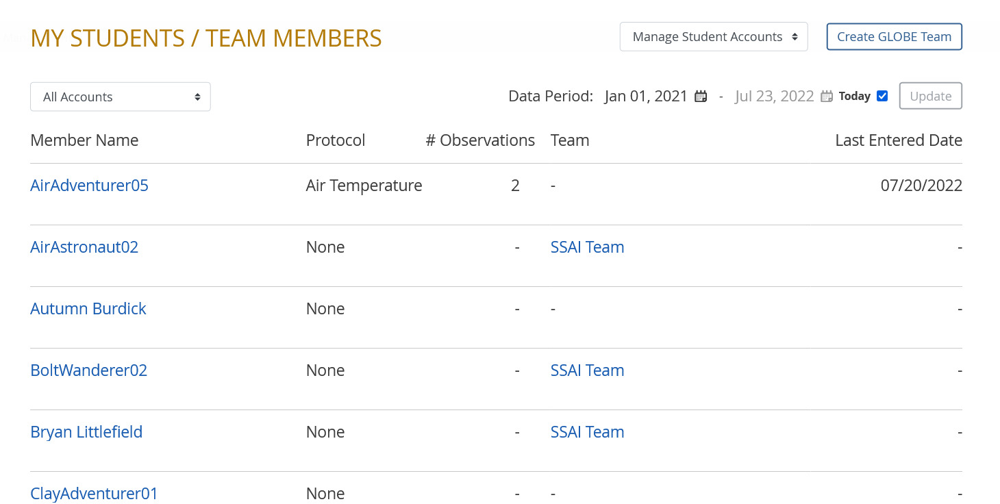 MY STUDENTS / TEAM MEMBERS Manage Student Accounts Create GLOBE Team
All Accounts Data Period: Jan 01, 2021 - Jul 23, 2022 Today Update
Member Name Protocol # Observations Team Last Entered Date
AirAdventurer05 Air Temperature 2 - 07/20/2022
AirAstronaut02 None - SSAI Team -
Autumn Burdick None - - -
BoltWanderer02 None - SSAI Team -
Bryan Littlefield None - SSAI Team -
ClayAdventurer01 None - - -